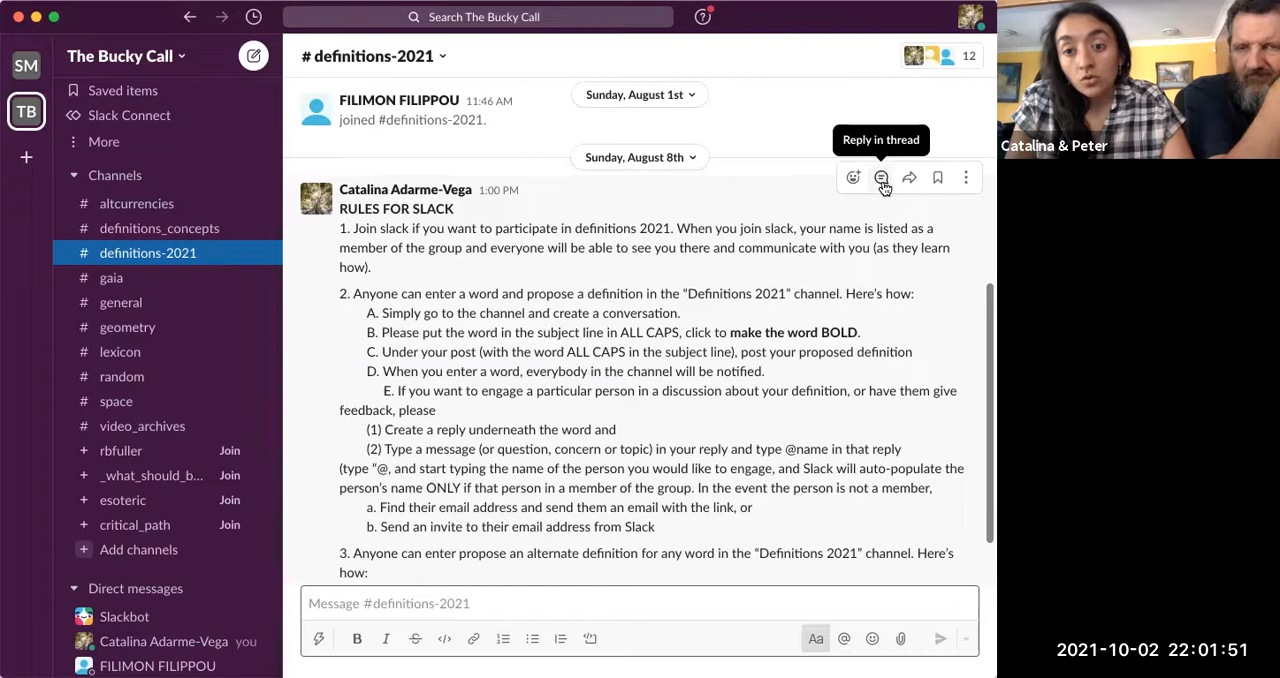 Search The Bucky Call
SM
TB
The Bucky Call
Saved items
Slack Connect
More
Channels
# altcurrencies
# definitions_concepts
# definitions-2021
# gaia
# general
# geometry
# lexicon
# random
# space
# video_archives
+ rbfuller Join
+ _what_should_b... Join
+ esoteric Join
+ critical_path Join
+ Add channels
Direct messages
Slackbot
Catalina Adarme-Vega you
FILIMON FILIPPOU
# definitions-2021
12
Sunday, August 1st
FILIMON FILIPPOU 11:46 AM
joined #definitions-2021.
Reply in thread
Sunday, August 8th
Catalina Adarme-Vega 1:00 PM
RULES FOR SLACK
1. Join slack if you want to participate in definitions 2021. When you join slack, your name is listed as a
member of the group and everyone will be able to see you there and communicate with you (as they learn
how).
2. Anyone can enter a word and propose a definition in the “Definitions 2021” channel. Here’s how:
A. Simply go to the channel and create a conversation.
B. Please put the word in the subject line in ALL CAPS, click to make the word BOLD.
C. Under your post (with the word ALL CAPS in the subject line), post your proposed definition
D. When you enter a word, everybody in the channel will be notified.
E. If you want to engage a particular person in a discussion about your definition, or have them give
feedback, please
(1) Create a reply underneath the word and
(2) Type a message (or question, concern or topic) in your reply and type @name in that reply
(type “@, and start typing the name of the person you would like to engage, and Slack will auto-populate the
person’s name ONLY if that person in a member of the group. In the event the person is not a member,
a. Find their email address and send them an email with the link, or
b. Send an invite to their email address from Slack
3. Anyone can enter propose an alternate definition for any word in the “Definitions 2021” channel. Here’s
how:
Message #definitions-2021
B I S Aa @
Catalina & Peter
2021-10-02 22:01:51